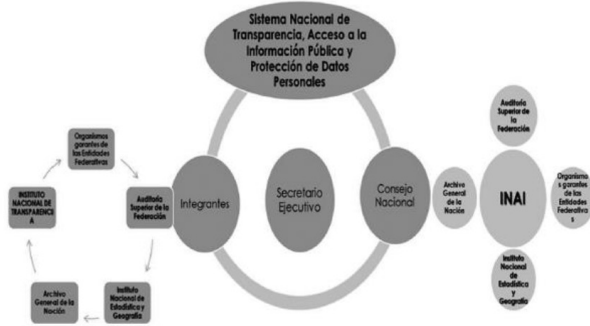 Sistema Nacional de
Transparencia, Acceso a la
Información Pública y
Protección de Datos
Personales
Organismos
garantes de
las Entidades
Federativas
INSTITUTO
NACIONAL DE
TRANSPARENCI
A
Auditoría
Superior de la
Federación
Archivo
General de la
Nación
Instituto
Nacional de
Estadística y
Geografía
Integrantes
Secretario
Ejecutivo
Consejo
Nacional
Auditoría
Superior de la
Federación
Archivo
General
de la
Nación
INAI
Organismo
s garantes
de las
Entidades
Federativa
s
Instituto
Nacional de
Estadística
y
Geografía